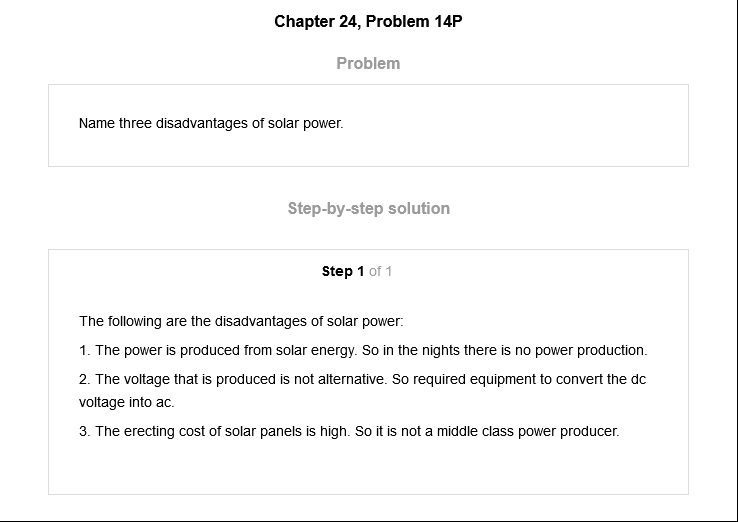 Chapter 24, Problem 14P
Problem
Name three disadvantages of solar power.
Step-by-step solution
Step 1 of 1
The following are the disadvantages of solar power:
1. The power is produced from solar energy. So in the nights there is no power production.
2. The voltage that is produced is not alternative. So required equipment to convert the dc
voltage into ac.
3. The erecting cost of solar panels is high. So it is not a middle class power producer.